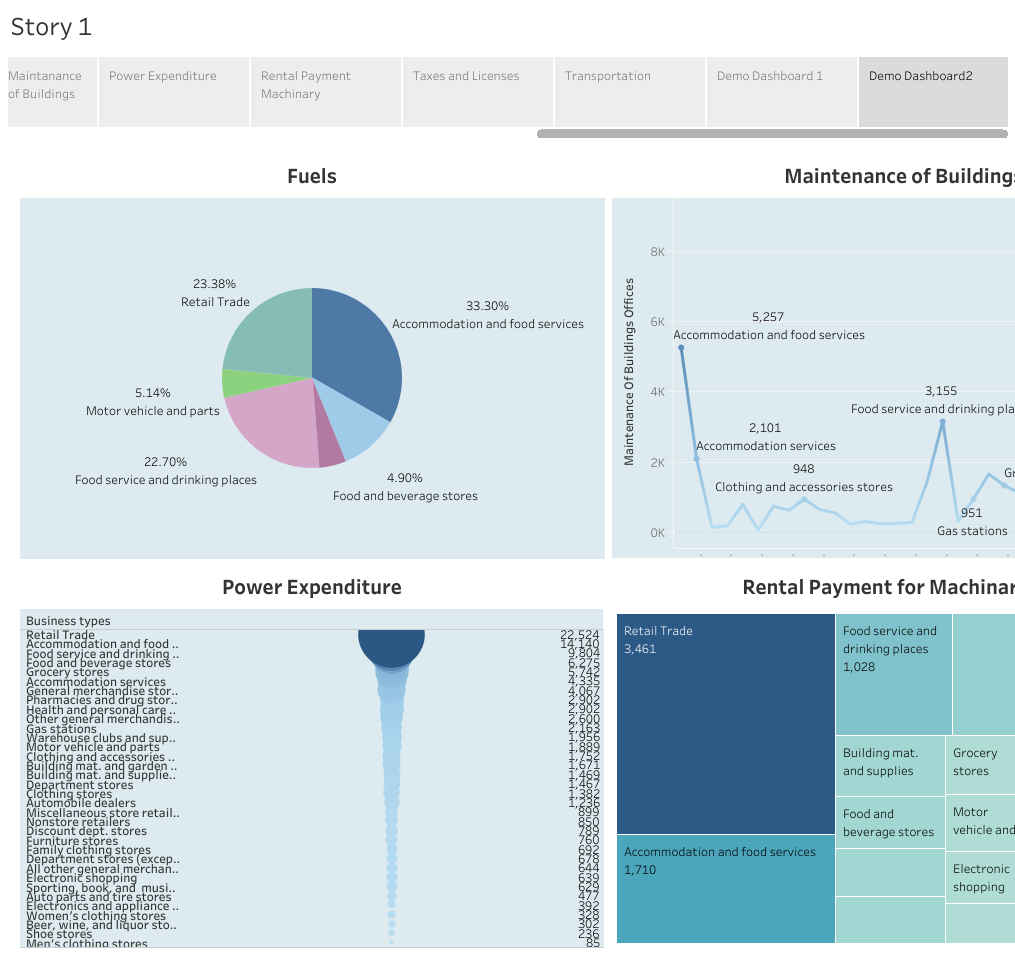 Story 1
Maintanance
of Buildings
Power Expenditure
Rental Payment
Machinary
Taxes and Licenses
Transportation
Demo Dashboard 1
Demo Dashboard2
Fuels
23.38%
Retail Trade
33.30%
Accommodation and food services
5.14%
Motor vehicle and parts
22.70%
Food service and drinking places
4.90%
Food and beverage stores
Maintenance of Buildings
Maintenance Of Buildings Offices
8K
6K
4K
2K
0K
5,257
Accommodation and food services
2,101
Accommodation services
948
Clothing and accessories stores
3,155
Food service and drinking pla
Gr
951
Gas stations
Power Expenditure
Business types
Retail Trade 22,524
Accommodation and food .. 14,140
Food service and drinking .. 9,804
Food and beverage stores 6,275
Grocery stores 5,742
Accommodation services 4,335
General merchandise stor.. 4,067
Pharmacies and drug stor.. 2,902
Health and personal care .. 2,902
Other general merchandis.. 2,600
Gas stations 2,163
Warehouse clubs and sup.. 1,956
Motor vehicle and parts 1,889
Clothing and accessories .. 1,752
Building mat. and garden .. 1,671
Building mat. and supplie.. 1,469
Department stores 1,467
Clothing stores 1,382
Automobile dealers 1,236
Miscellaneous store retail.. 899
Nonstore retailers 850
Discount dept. stores 789
Furniture stores 760
Family clothing stores 692
Department stores (excep.. 678
All other general merchan.. 644
Electronic shopping 639
Sporting, book, and musi.. 629
Auto parts and tire stores 477
Electronics and appliance .. 392
Women's clothing stores 328
Beer, wine, and liquor sto.. 302
Shoe stores 236
Men's clothing stores 85
Rental Payment for Machinar
Retail Trade
3,461
Accommodation and food services
1,710
Food service and
drinking places
1,028
Building mat.
and supplies
Grocery
stores
Food and
beverage stores
Motor
vehicle and
Electronic
shopping